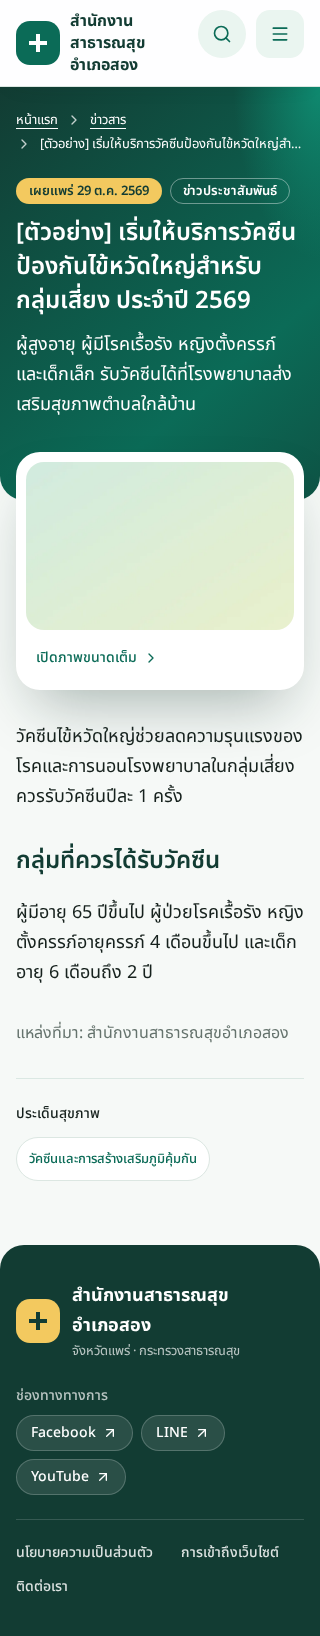 สำนักงาน
สาธารณสุข
อำเภอสอง
หน้าแรก
ข่าวสาร
[ตัวอย่าง] เริ่มให้บริการวัคซีนป้องกันไข้หวัดใหญ่สำ...
เผยแพร่ 29 ต.ค. 2569
ข่าวประชาสัมพันธ์
[ตัวอย่าง] เริ่มให้บริการวัคซีน
ป้องกันไข้หวัดใหญ่สำหรับ
กลุ่มเสี่ยง ประจำปี 2569
ผู้สูงอายุ ผู้มีโรคเรื้อรัง หญิงตั้งครรภ์
และเด็กเล็ก รับวัคซีนได้ที่โรงพยาบาลส่ง
เสริมสุขภาพตำบลใกล้บ้าน
เปิดภาพขนาดเต็ม
วัคซีนไข้หวัดใหญ่ช่วยลดความรุนแรงของ
โรคและการนอนโรงพยาบาลในกลุ่มเสี่ยง
ควรรับวัคซีนปีละ 1 ครั้ง
กลุ่มที่ควรได้รับวัคซีน
ผู้มีอายุ 65 ปีขึ้นไป ผู้ป่วยโรคเรื้อรัง หญิง
ตั้งครรภ์อายุครรภ์ 4 เดือนขึ้นไป และเด็ก
อายุ 6 เดือนถึง 2 ปี
แหล่งที่มา: สำนักงานสาธารณสุขอำเภอสอง
ประเด็นสุขภาพ
วัคซีนและการสร้างเสริมภูมิคุ้มกัน
สำนักงานสาธารณสุข
อำเภอสอง
จังหวัดแพร่ · กระทรวงสาธารณสุข
ช่องทางทางการ
Facebook
LINE
YouTube
นโยบายความเป็นส่วนตัว
การเข้าถึงเว็บไซต์
ติดต่อเรา